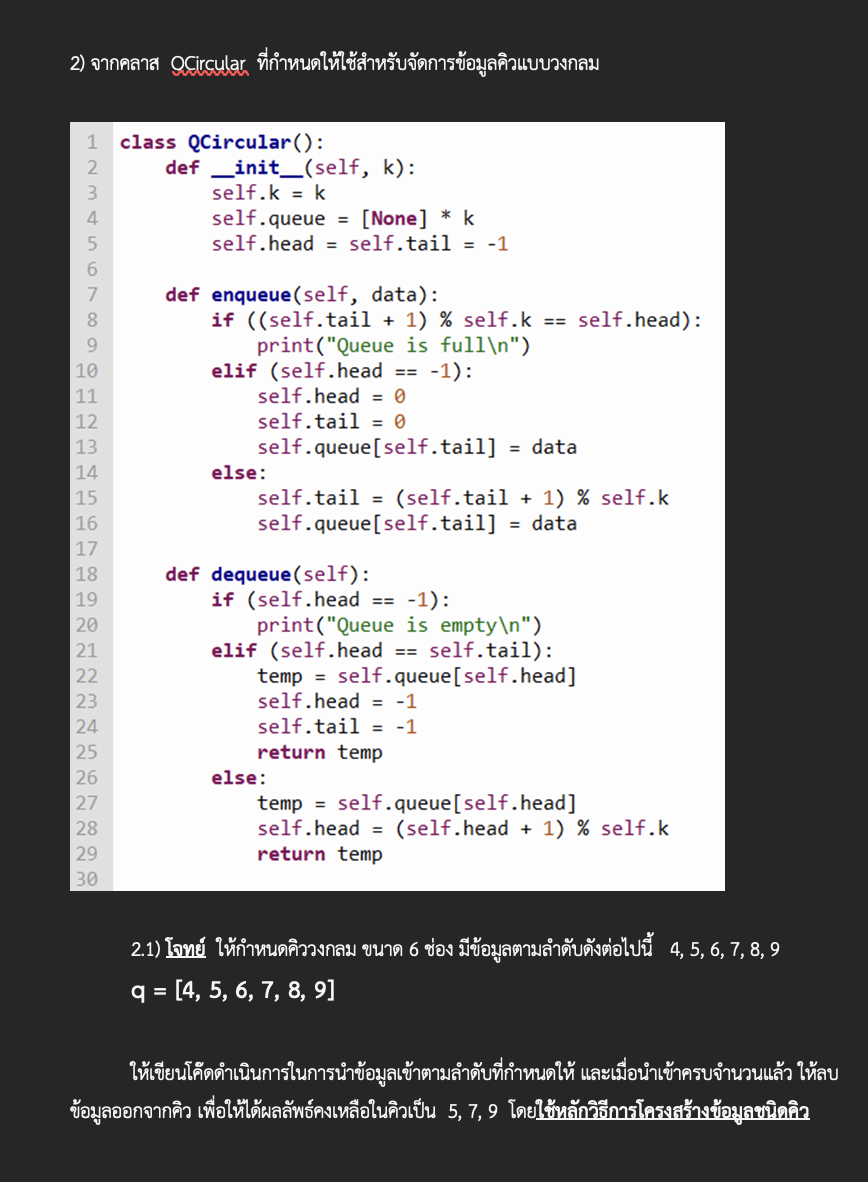 2) จากคลาส QCircular ที่กำหนดให้ใช้สำหรับจัดการข้อมูลคิวแบบวงกลม
1 class QCircular():
2     def __init__(self, k):
3         self.k = k
4         self.queue = [None] * k
5         self.head = self.tail = -1
6
7     def enqueue(self, data):
8         if ((self.tail + 1) % self.k == self.head):
9             print("Queue is full\n")
10         elif (self.head == -1):
11             self.head = 0
12             self.tail = 0
13             self.queue[self.tail] = data
14         else:
15             self.tail = (self.tail + 1) % self.k
16             self.queue[self.tail] = data
17
18     def dequeue(self):
19         if (self.head == -1):
20             print("Queue is empty\n")
21         elif (self.head == self.tail):
22             temp = self.queue[self.head]
23             self.head = -1
24             self.tail = -1
25             return temp
26         else:
27             temp = self.queue[self.head]
28             self.head = (self.head + 1) % self.k
29             return temp
30
2.1) โจทย์ ให้กำหนดคิววงกลม ขนาด 6 ช่อง มีข้อมูลตามลำดับดังต่อไปนี้ 4, 5, 6, 7, 8, 9
q = [4, 5, 6, 7, 8, 9]
ให้เขียนโค๊ดดำเนินการในการนำข้อมูลเข้าตามลำดับที่กำหนดให้ และเมื่อนำเข้าครบจำนวนแล้ว ให้ลบ
ข้อมูลออกจากคิว เพื่อให้ได้ผลลัพธ์คงเหลือในคิวเป็น 5, 7, 9 โดยใช้หลักวิธีการโครงสร้างข้อมูลชนิดคิว